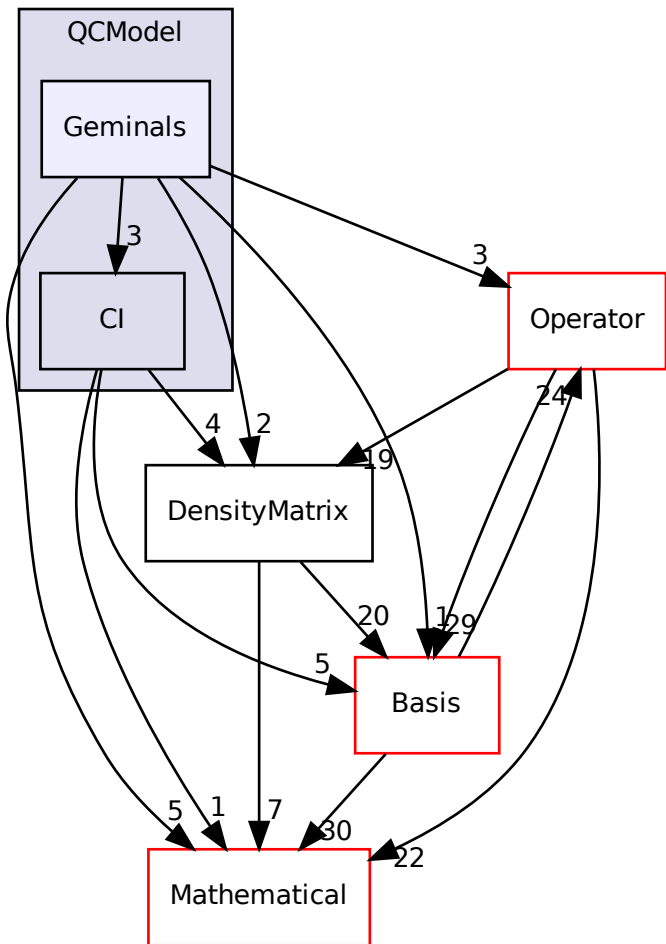 QCModel
Geminals
3
3
CI
Operator
24
4
2
19
DensityMatrix
20
1
29
5
Basis
5
1
7
30
22
Mathematical